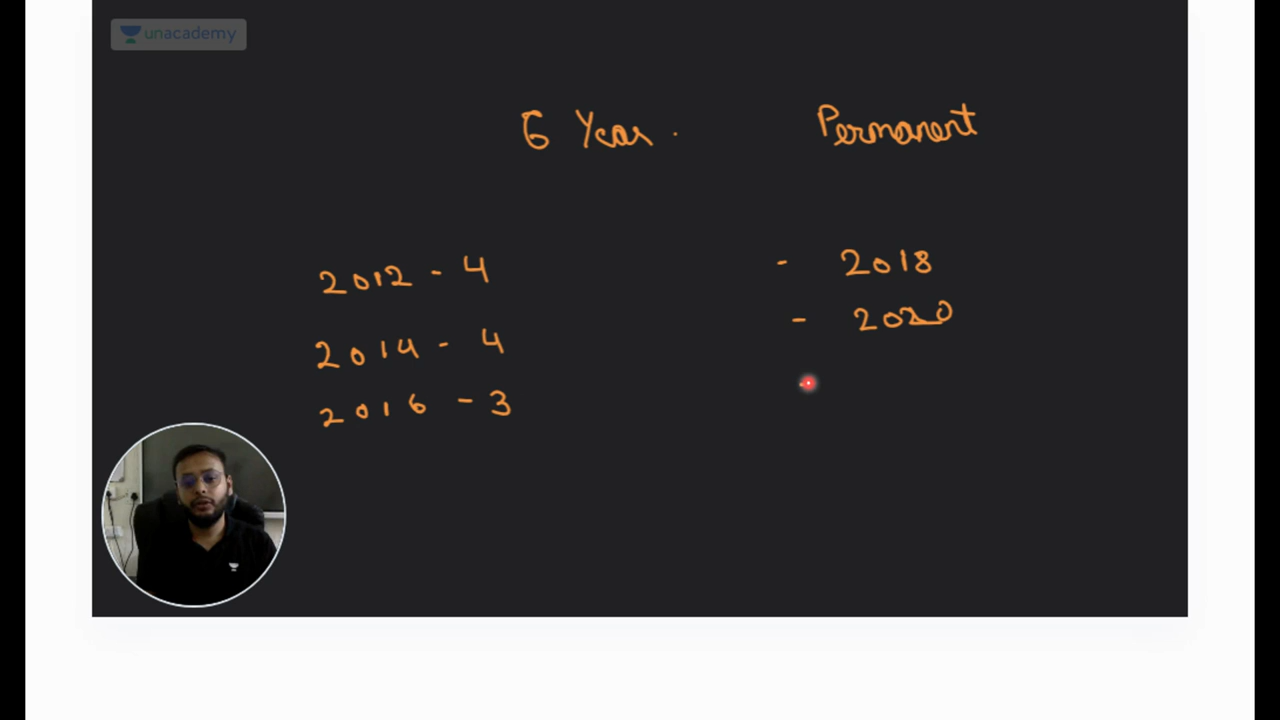 unacademy
6 Year. Permanent
2012 - 4 - 2018
2014 - 4 - 2020
2016 - 3